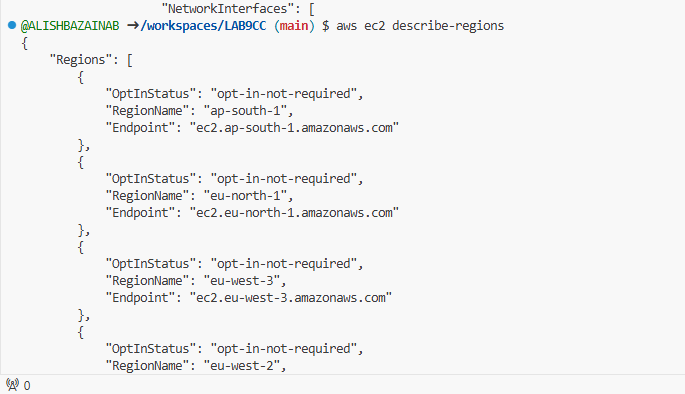 "NetworkInterfaces": [
@ALISHBAZAINAB ➜/workspaces/LAB9CC (main) $ aws ec2 describe-regions
{
    "Regions": [
        {
            "OptInStatus": "opt-in-not-required",
            "RegionName": "ap-south-1",
            "Endpoint": "ec2.ap-south-1.amazonaws.com"
        },
        {
            "OptInStatus": "opt-in-not-required",
            "RegionName": "eu-north-1",
            "Endpoint": "ec2.eu-north-1.amazonaws.com"
        },
        {
            "OptInStatus": "opt-in-not-required",
            "RegionName": "eu-west-3",
            "Endpoint": "ec2.eu-west-3.amazonaws.com"
        },
        {
            "OptInStatus": "opt-in-not-required",
            "RegionName": "eu-west-2",
0